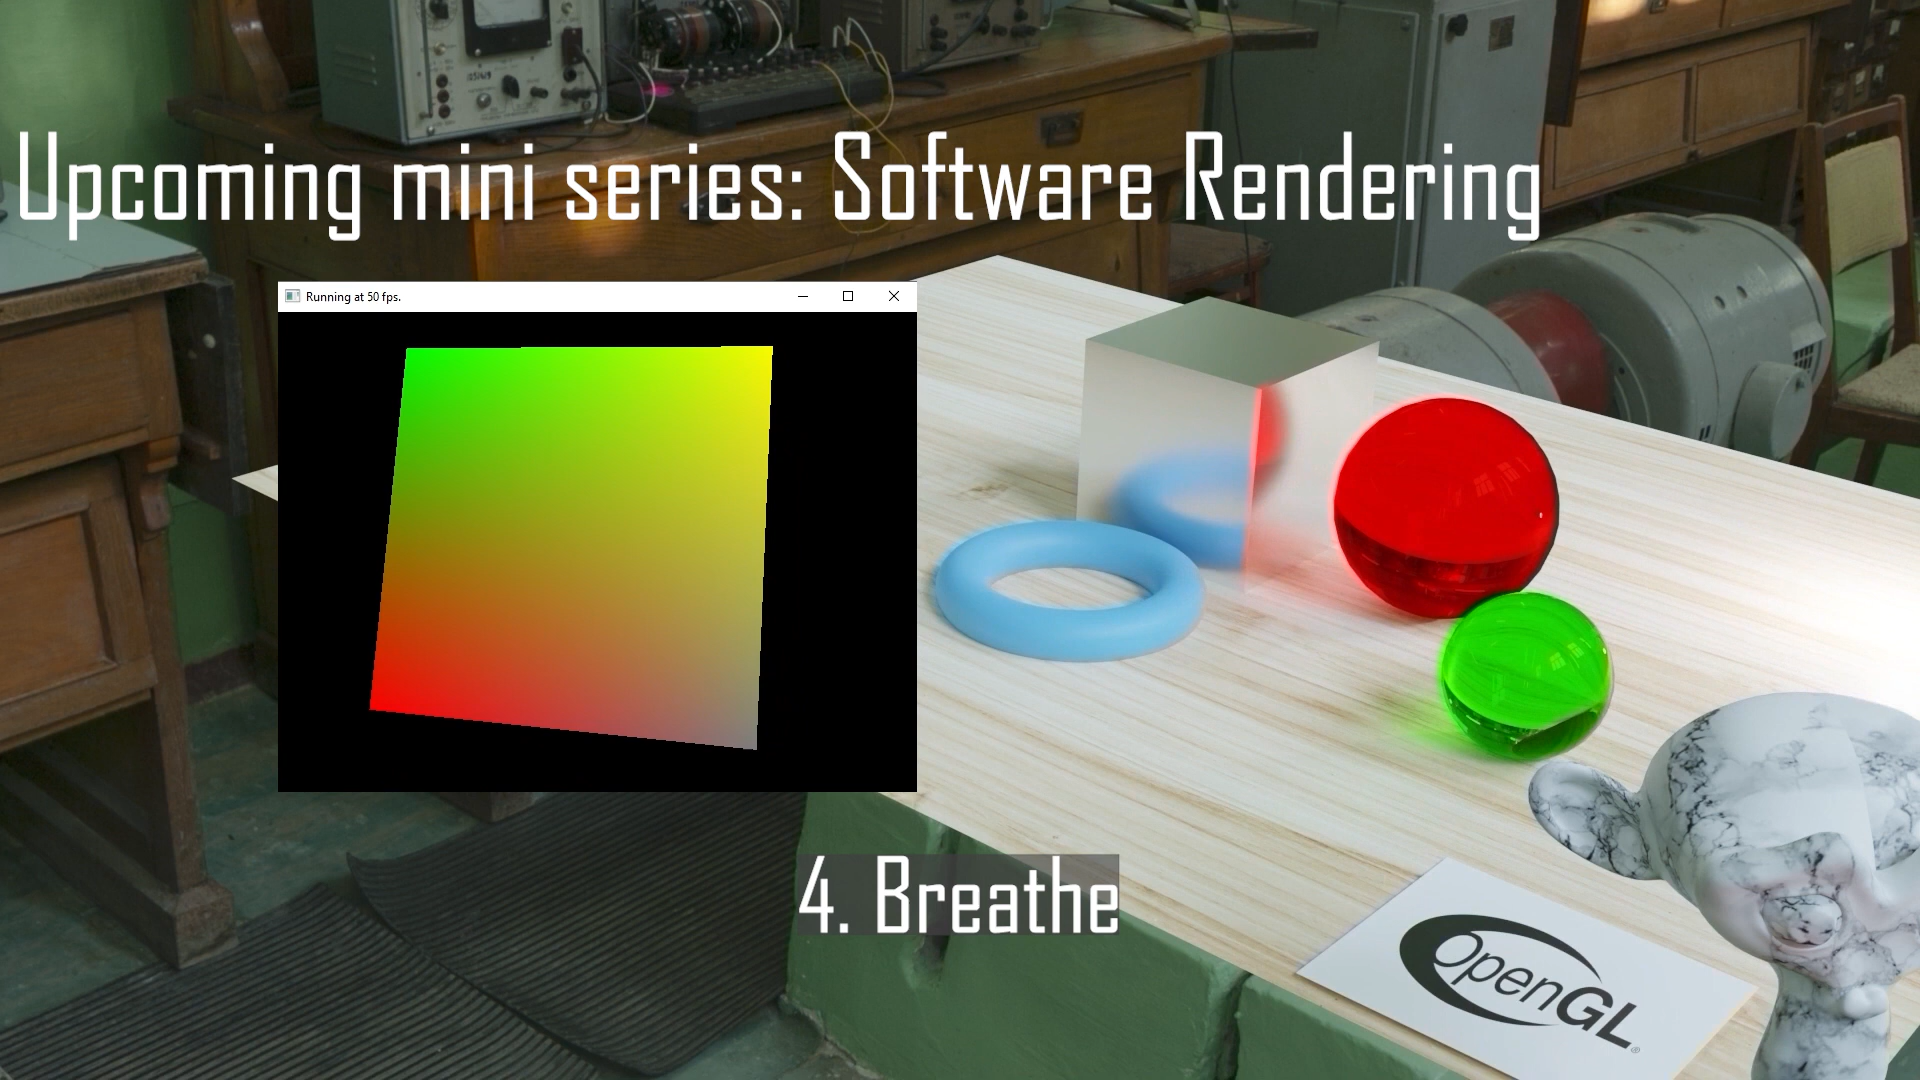 Upcoming mini series: Software Rendering
Running at 50 fps.
4. Breathe
OpenGL®